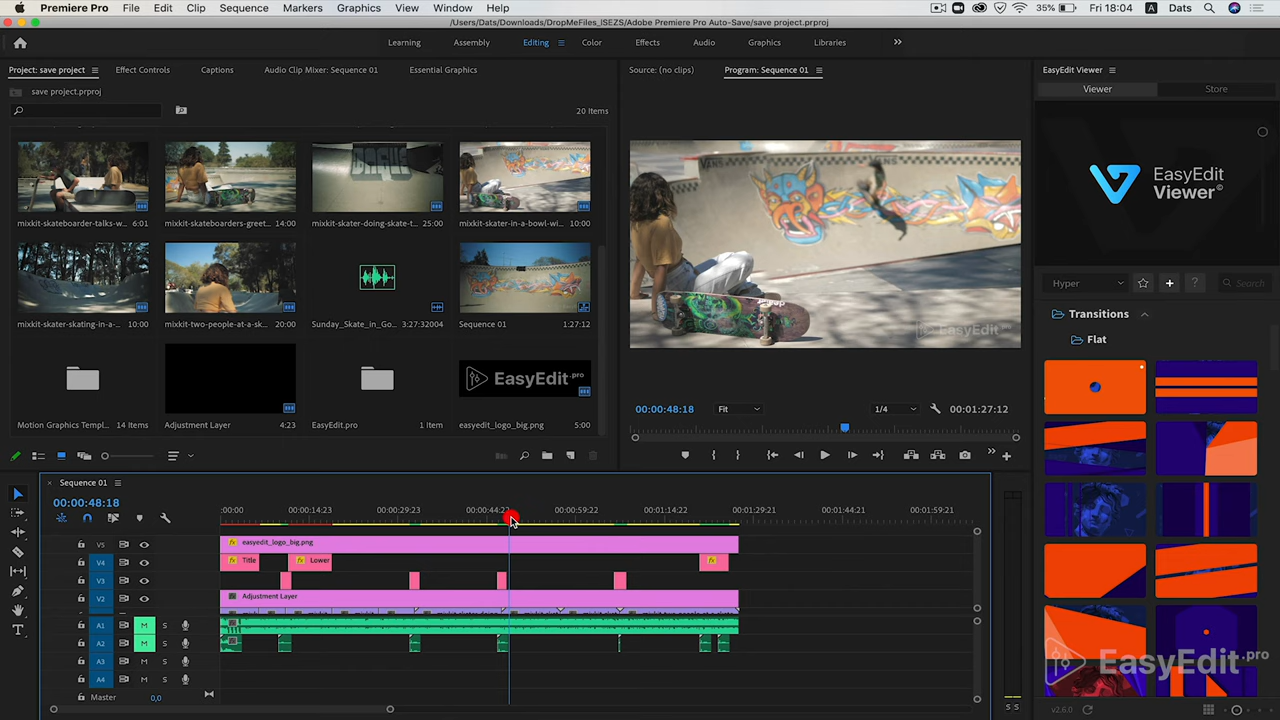 Premiere Pro File Edit Clip Sequence Markers Graphics View Window Help 35% Fri 18:04 A Dats
/Users/Dats/Downloads/DropMeFiles_ISEZS/Adobe Premiere Pro Auto-Save/save project.prproj
Learning Assembly Editing Color Effects Audio Graphics Libraries
Project: save project Effect Controls Captions Audio Clip Mixer: Sequence 01 Essential Graphics Source: (no clips) Program: Sequence 01 EasyEdit Viewer
save project.prproj Viewer Store
20 Items
mixkit-skateboarder-talks-w... 6:01 mixkit-skateboarders-greet... 14:00 mixkit-skater-doing-skate-t... 25:00 mixkit-skater-in-a-bowl-wi... 10:00
VANS
EasyEdit
Viewer©
Hyper ? Search
mixkit-skater-skating-in-a-... 10:00 mixkit-two-people-at-a-sk... 20:00 Sunday_Skate_in_Go... 3:27:32004 Sequence 01 1:27:12
Transitions
Flat
EasyEdit.pro
EasyEdit.pro
00:00:48:18 Fit 1/4 00:01:27:12
Motion Graphics Templ... 14 Items Adjustment Layer 4:23 EasyEdit.pro 1 Item easyedit_logo_big.png 5:00
Sequence 01
00:00:48:18
:00:00 00:00:14:23 00:00:29:23 00:00:44:22 00:00:59:22 00:01:14:22 00:01:29:21 00:01:44:21 00:01:59:21
V5 easyedit_logo_big.png
V4 Title Lower
V3
V2 Adjustment Layer
A1 M S
A2 M S
A3 M S
A4 M S
Master 0,0
S S
EasyEdit.pro
v2.6.0